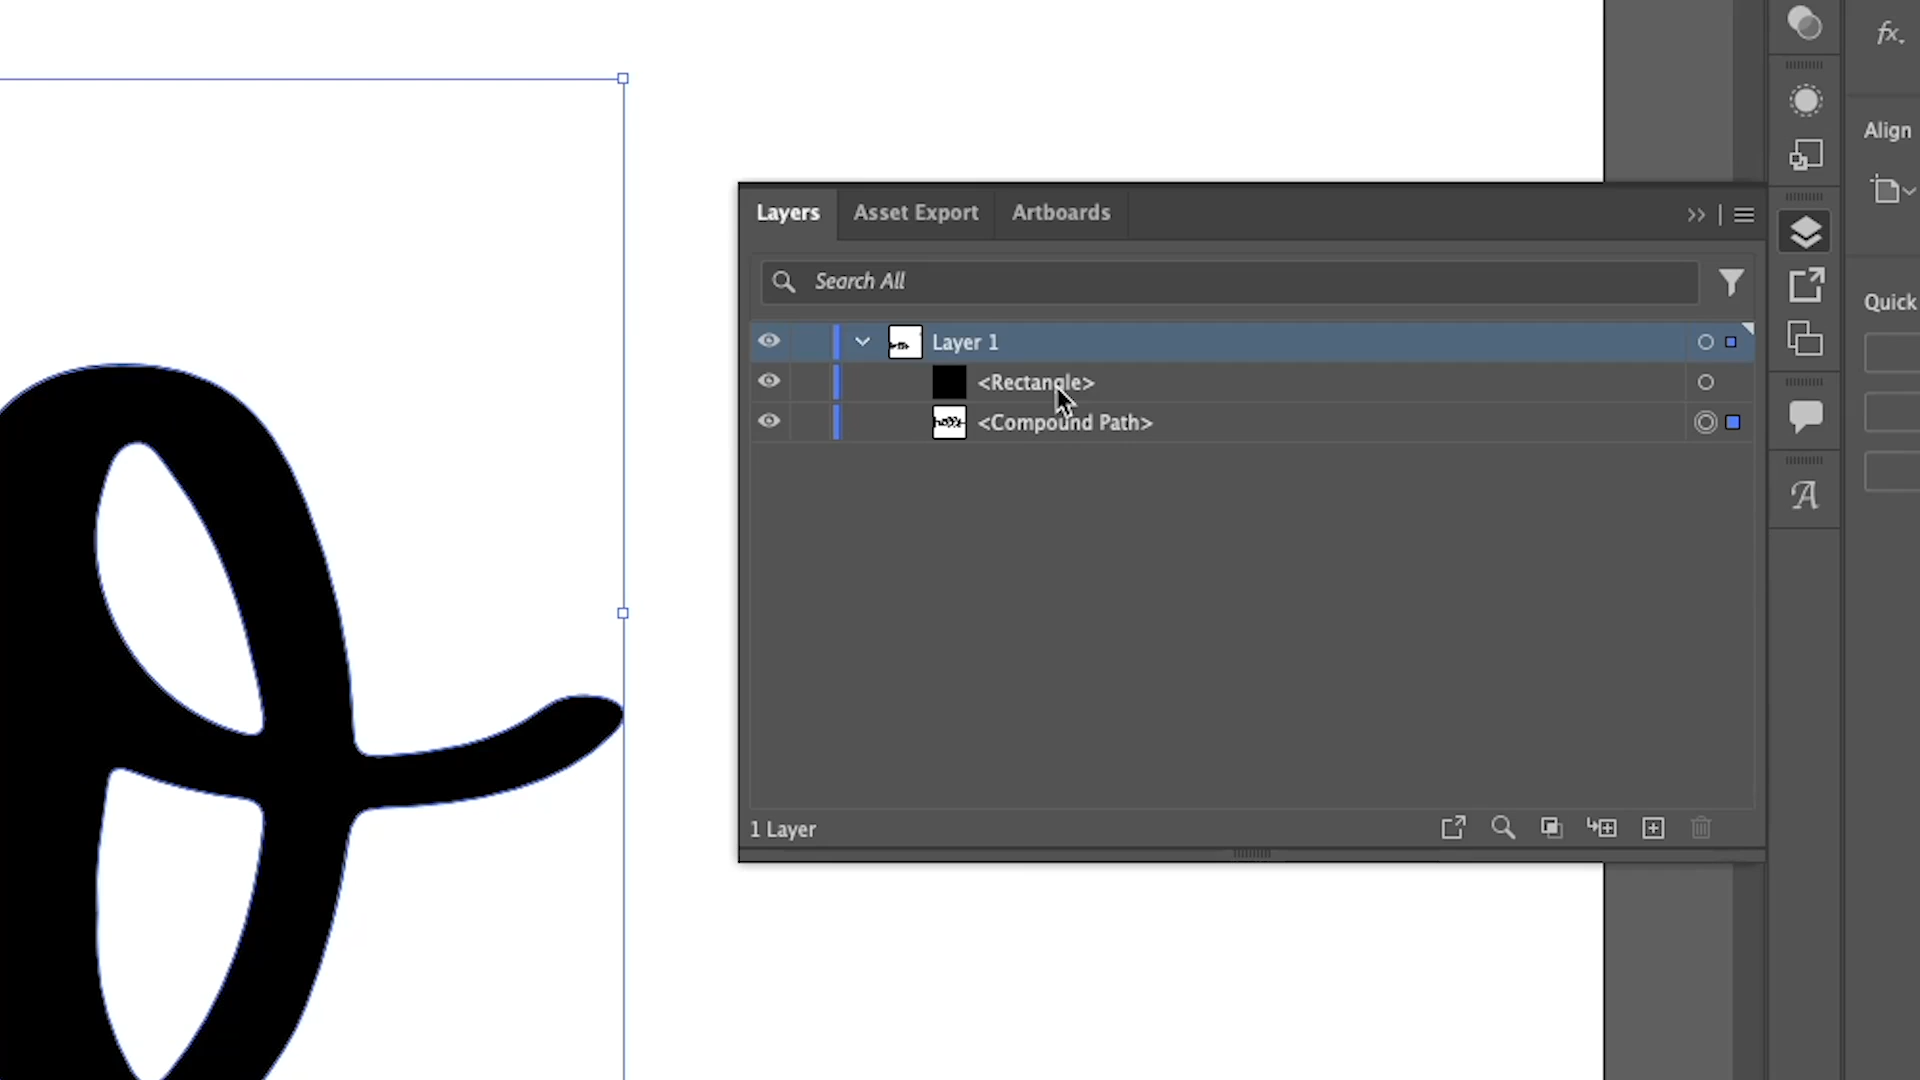 fx.
Align
Layers Asset Export Artboards
Search All
Quick
Layer 1
<Rectangle>
<Compound Path>
1 Layer